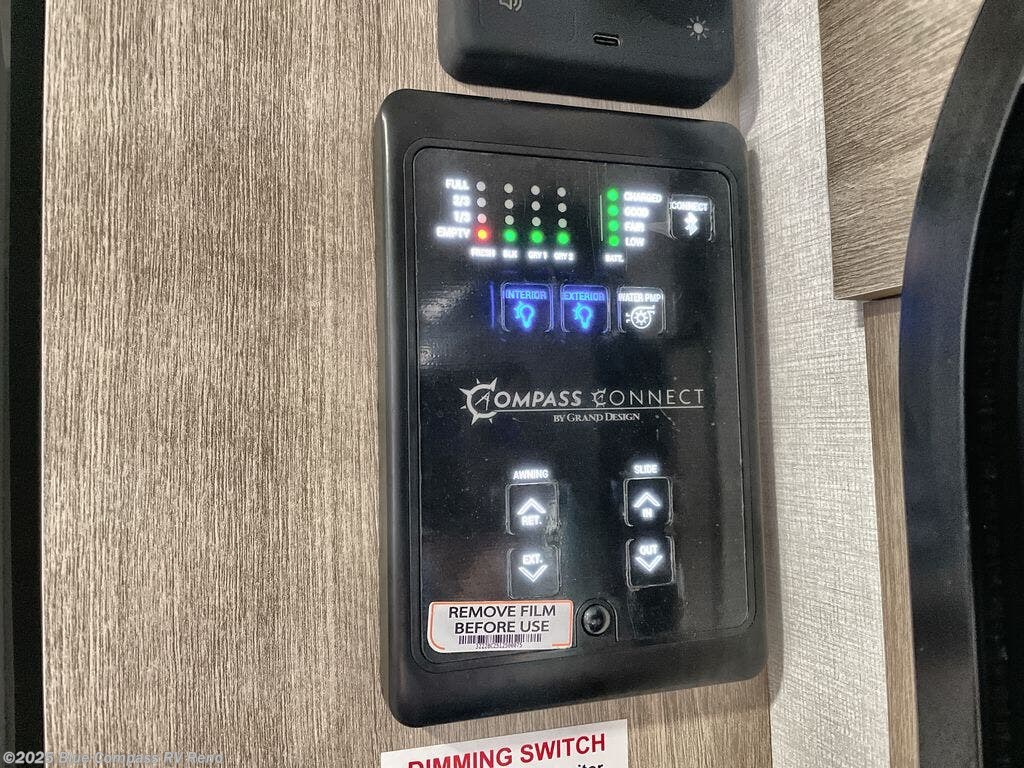 FULL
2/3
1/3
EMPTY
FRESH BLK GRY 1 GRY 2
CHARGED
GOOD
FAIR
LOW
BATT.
CONNECT
INTERIOR
EXTERIOR
WATER PMP
COMPASS CONNECT
BY GRAND DESIGN
AWNING
RET.
EXT.
SLIDE
IN
OUT
REMOVE FILM
BEFORE USE
DIMMING SWITCH
©2025 Blue Compass RV Reno